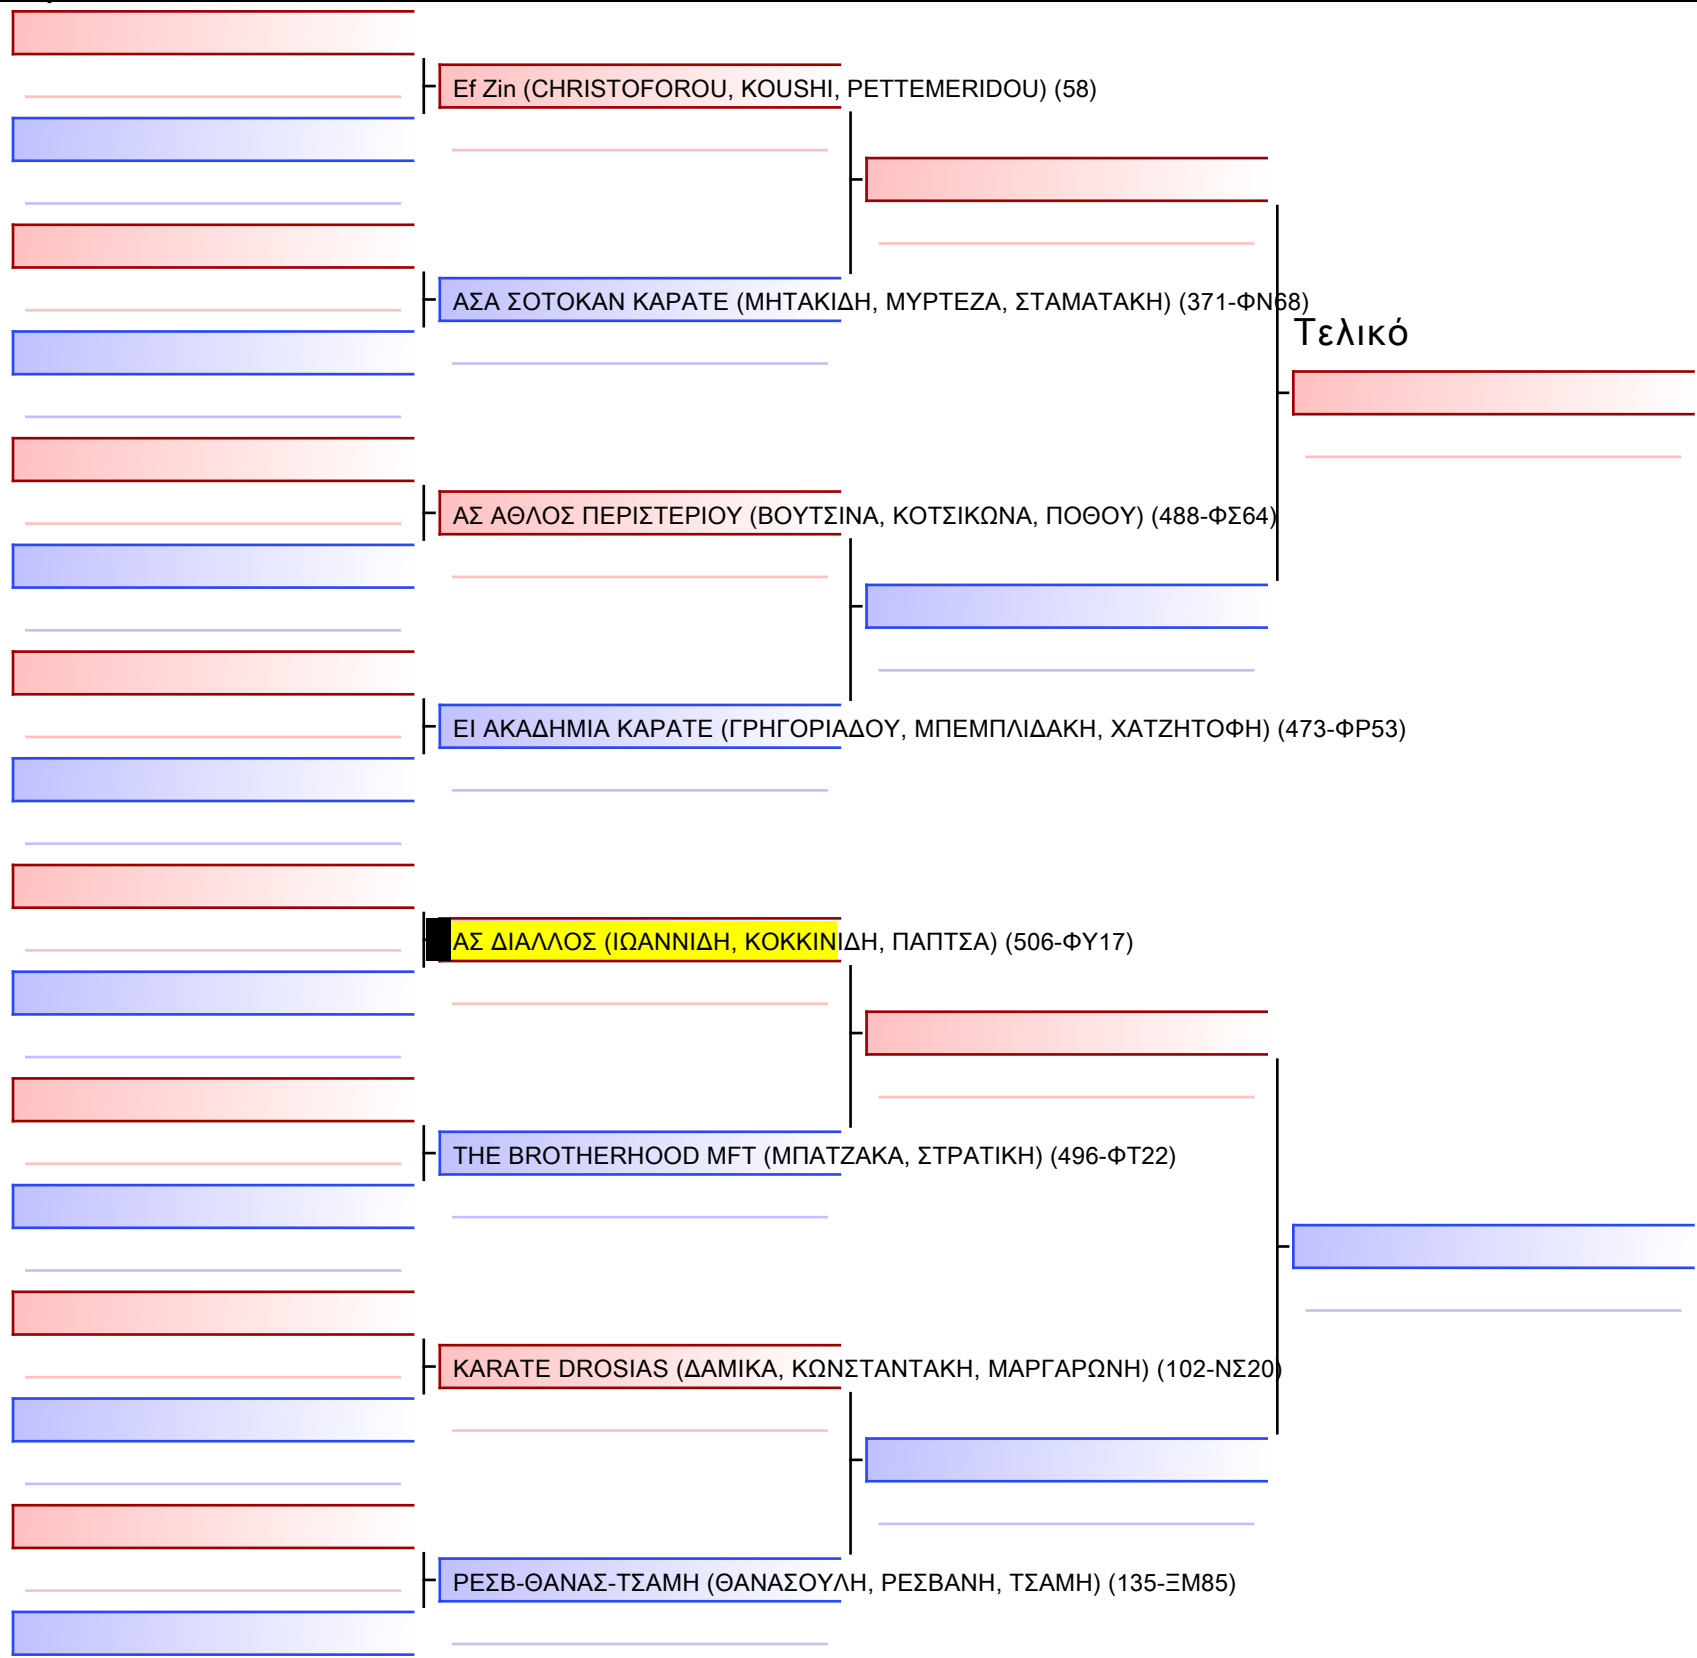 Ef Zin (CHRISTOFOROU, KOUSHI, PETTEMERIDOU) (58)
ΑΣΑ ΣΟΤΟΚΑΝ ΚΑΡΑΤΕ (ΜΗΤΑΚΙΔΗ, ΜΥΡΤΕΖΑ, ΣΤΑΜΑΤΑΚΗ) (371-ΦΝ68)
Τελικό
ΑΣ ΑΘΛΟΣ ΠΕΡΙΣΤΕΡΙΟΥ (ΒΟΥΤΣΙΝΑ, ΚΟΤΣΙΚΩΝΑ, ΠΟΘΟΥ) (488-ΦΣ64)
ΕΙ ΑΚΑΔΗΜΙΑ ΚΑΡΑΤΕ (ΓΡΗΓΟΡΙΑΔΟΥ, ΜΠΕΜΠΛΙΔΑΚΗ, ΧΑΤΖΗΤΟΦΗ) (473-ΦΡ53)
ΑΣ ΔΙΑΛΛΟΣ (ΙΩΑΝΝΙΔΗ, ΚΟΚΚΙΝΙΔΗ, ΠΑΠΤΣΑ) (506-ΦΥ17)
THE BROTHERHOOD MFT (ΜΠΑΤΖΑΚΑ, ΣΤΡΑΤΙΚΗ) (496-ΦΤ22)
KARATE DROSIAS (ΔΑΜΙΚΑ, ΚΩΝΣΤΑΝΤΑΚΗ, ΜΑΡΓΑΡΩΝΗ) (102-ΝΣ20)
ΡΕΣΒ-ΘΑΝΑΣ-ΤΣΑΜΗ (ΘΑΝΑΣΟΥΛΗ, ΡΕΣΒΑΝΗ, ΤΣΑΜΗ) (135-ΞΜ85)